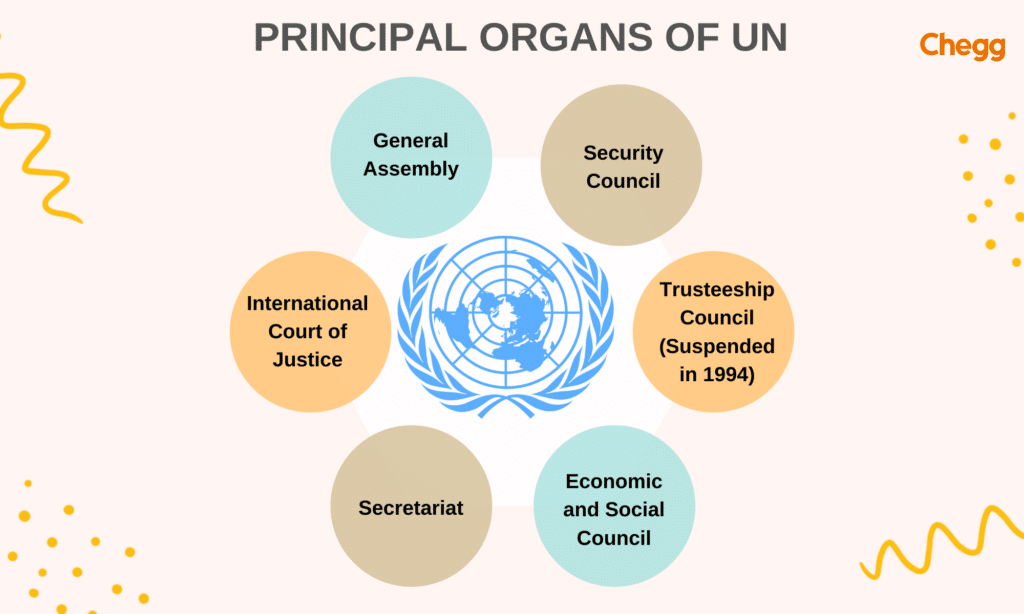 PRINCIPAL ORGANS OF UN
Chegg
General
Assembly
Security
Council
International
Court of
Justice
Trusteeship
Council
(Suspended
in 1994)
Secretariat
Economic
and Social
Council